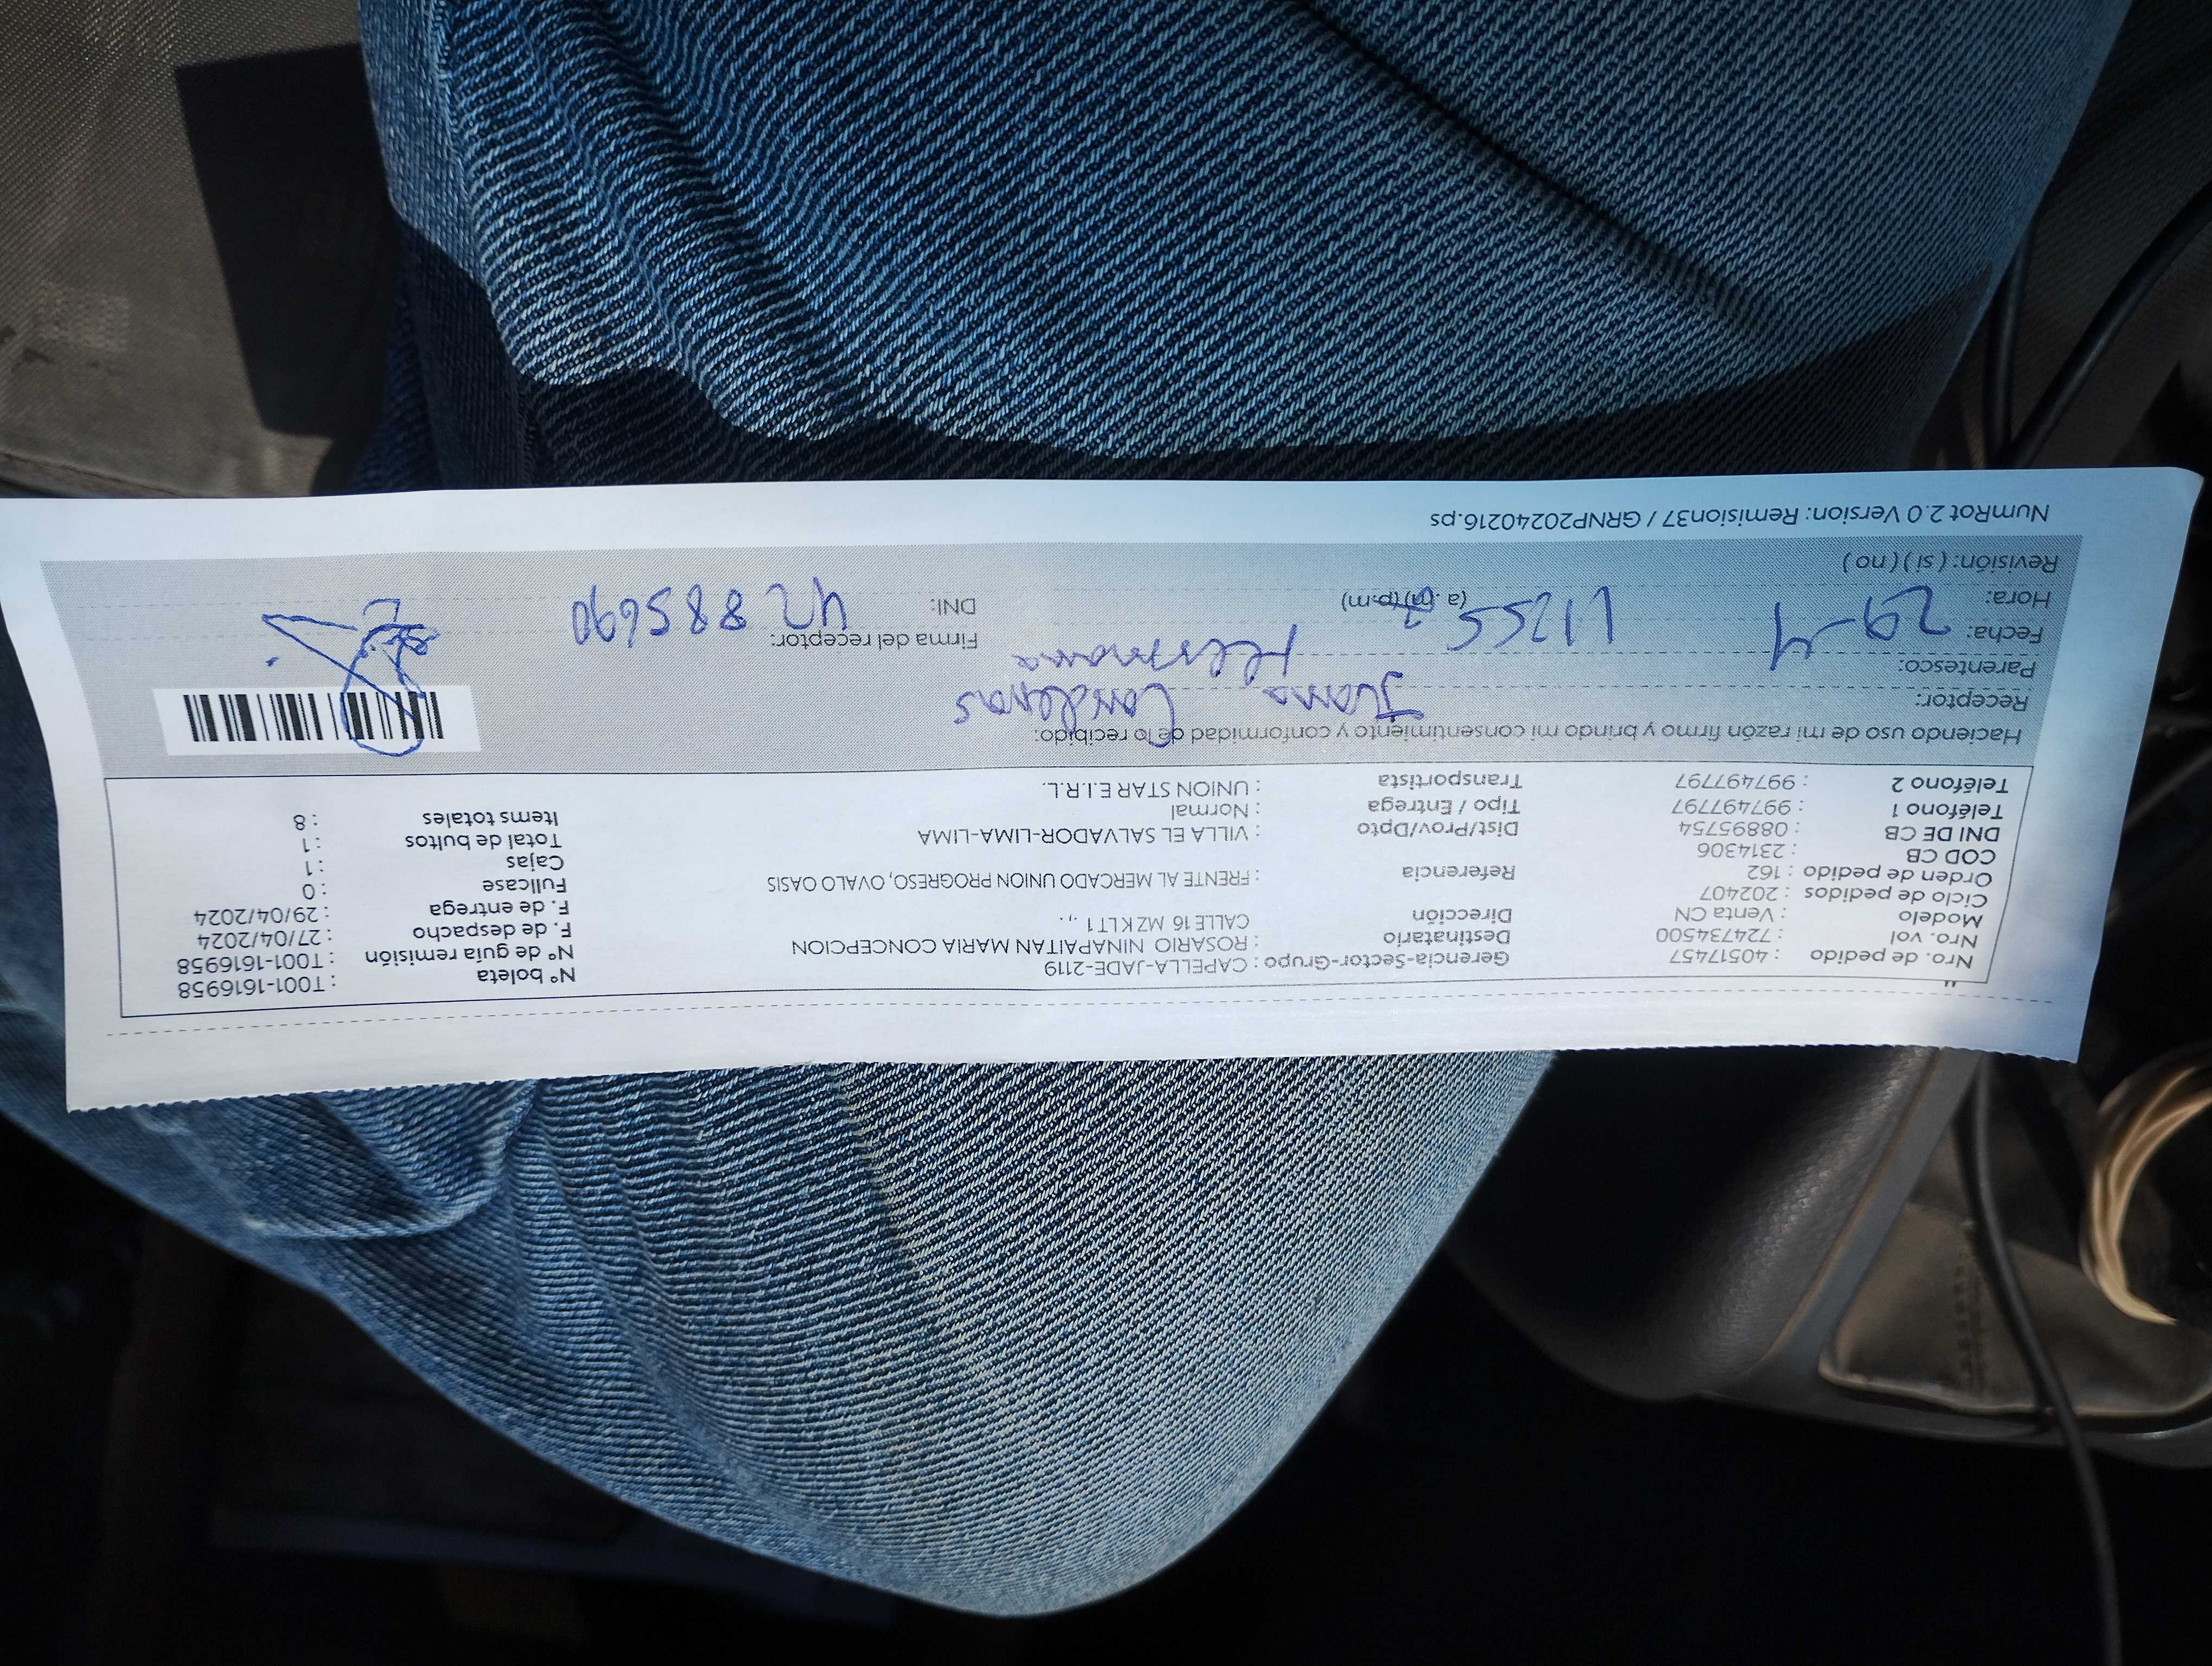 Nro. de pedido : 40517457 Gerencia-Sector-Grupo : CAPELLA-JADE-2119 N° boleta : T001-1616958
Nro. vol : 724734500 Destinatario : ROSARIO NINAPAITAN MARIA CONCEPCION N° de guia remisión : T001-1616958
Modelo : Venta CN Dirección CALLE 16 MZ K LT 1 ., . F. de despacho : 27/04/2024
Ciclo de pedidos : 202407 F. de entrega : 29/04/2024
Orden de pedido : 162 Referencia : FRENTE AL MERCADO UNION PROGRESO, OVALO OASIS Fullcase : 0
COD CB : 2314306 Cajas : 1
DNI DE CB : 08895754 Dist/Prov/Dpto : VILLA EL SALVADOR-LIMA-LIMA Total de bultos : 1
Teléfono 1 : 997497797 Tipo / Entrega : Normal Items totales : 8
Teléfono 2 : 997497797 Transportista : UNION STAR E.I.R.L.
Haciendo uso de mi razón firmo y brindo mi consentimiento y conformidad de lo recibido:
Receptor: Juana Cardenas
Parentesco: Hermana
Fecha: 29-4 Firma del receptor:
Hora: (a.m) (p.m) DNI: 42885690
Revisión: ( si ) ( no )
NumRot 2.0 Version: Remision37 / GRNP20240216.ps